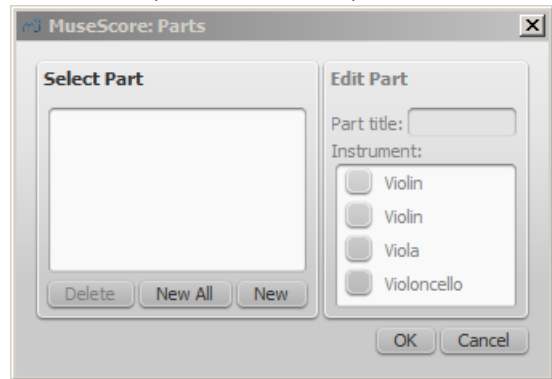 MuseScore: Parts
Select Part
Delete New All New
Edit Part
Part title:
Instrument:
Violin
Violin
Viola
Violoncello
OK Cancel